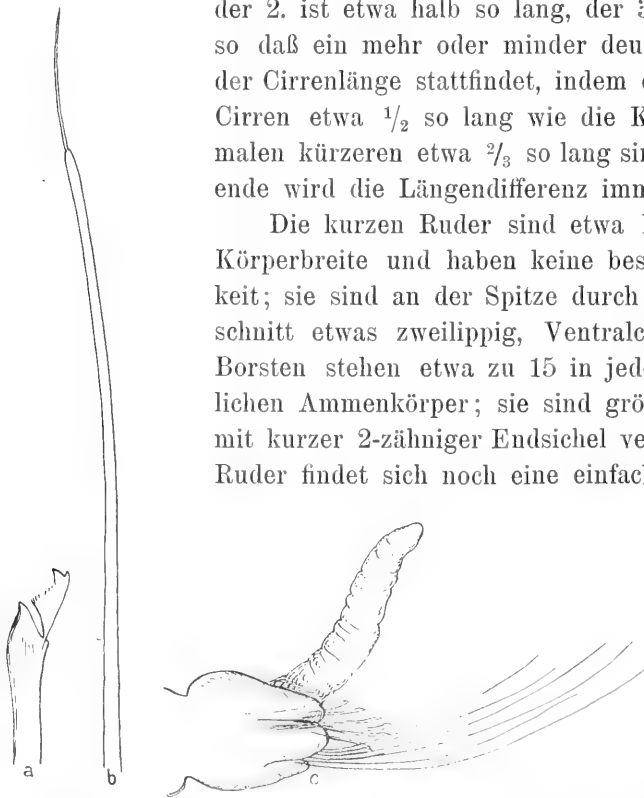 der 2. ist etwa halb so lang, der
so daß ein mehr oder minder deu
der Cirrenlänge stattfindet, indem
Cirren etwa 1/2 so lang wie die K
malen kürzeren etwa 2/3 so lang sin
ende wird die Längendifferenz imm
Die kurzen Ruder sind etwa
Körperbreite und haben keine bes
keit; sie sind an der Spitze durch
schnitt etwas zweilippig, Ventralc
Borsten stehen etwa zu 15 in jed
lichen Ammenkörper; sie sind grö
mit kurzer 2-zähniger Endsichel ve
Ruder findet sich noch eine einfac
a b c